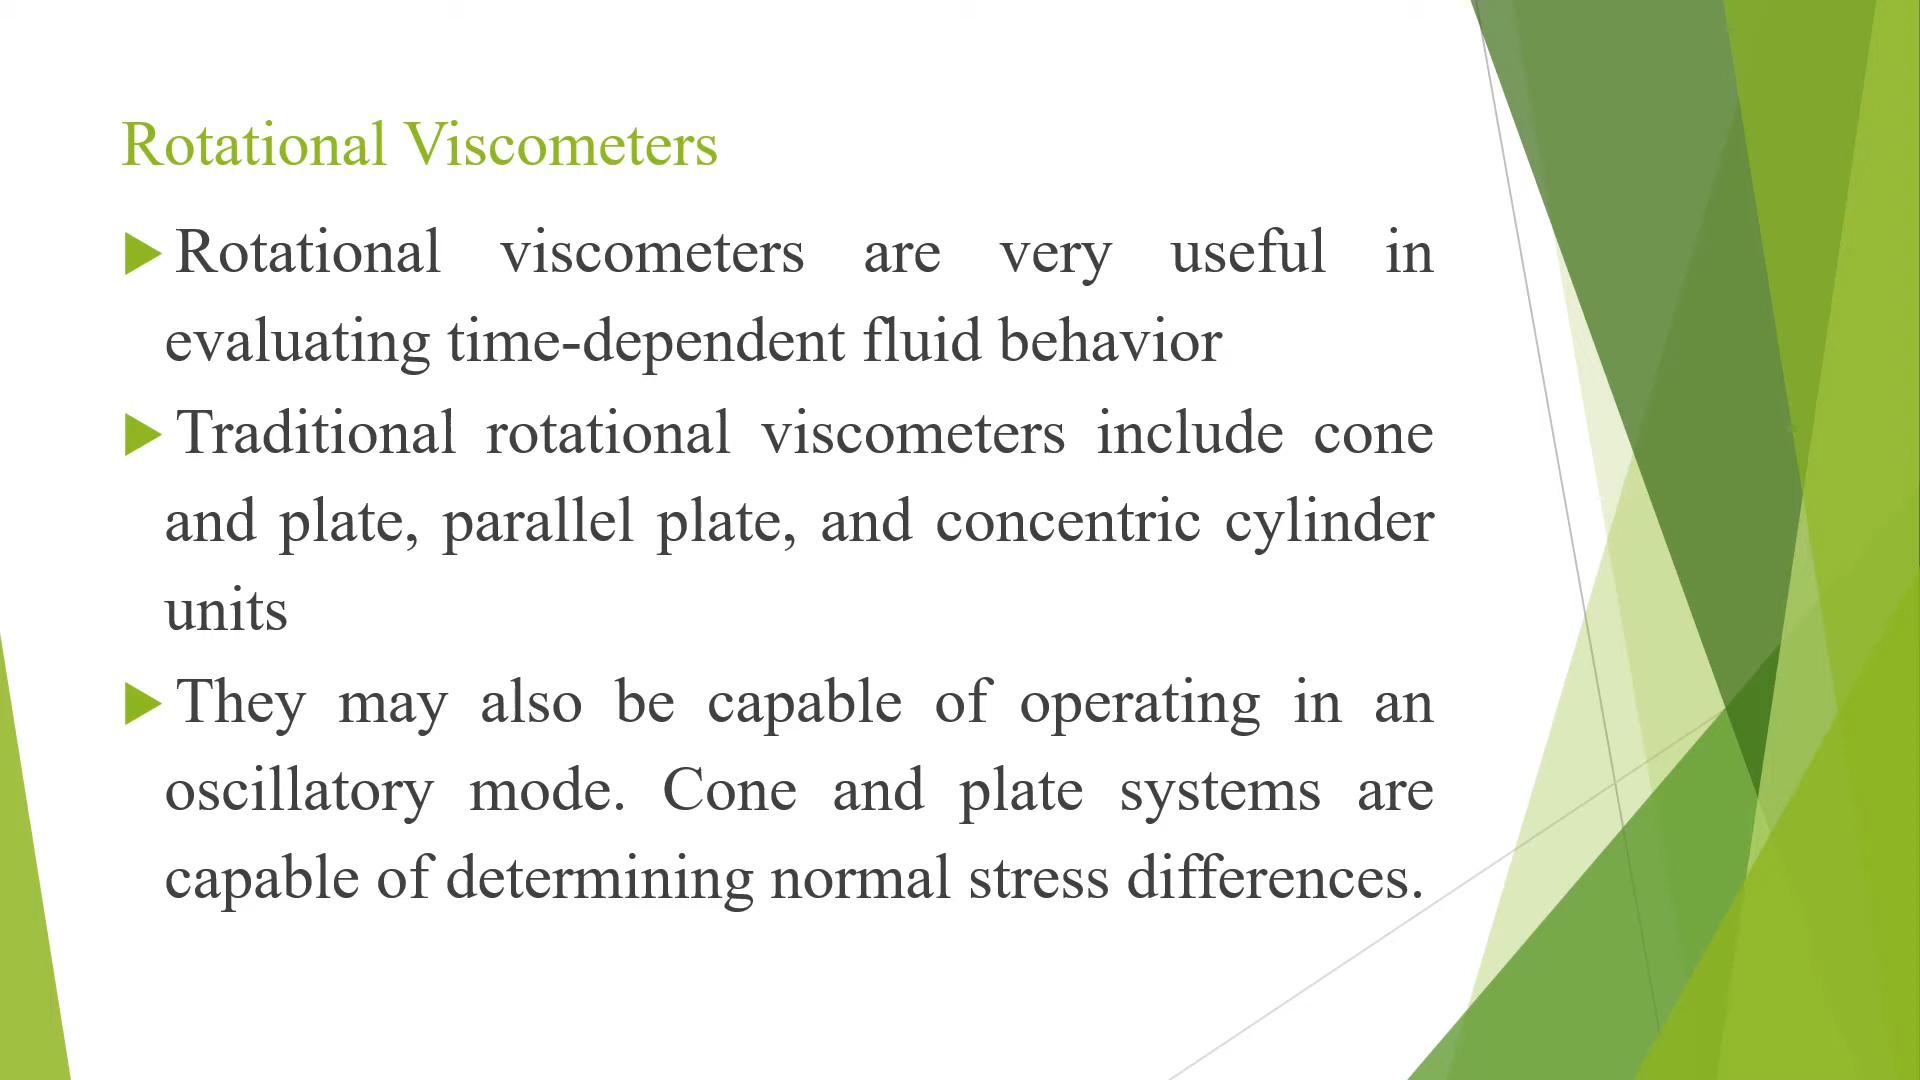 Rotational Viscometers
Rotational viscometers are very useful in
evaluating time-dependent fluid behavior
Traditional rotational viscometers include cone
and plate, parallel plate, and concentric cylinder
units
They may also be capable of operating in an
oscillatory mode. Cone and plate systems are
capable of determining normal stress differences.